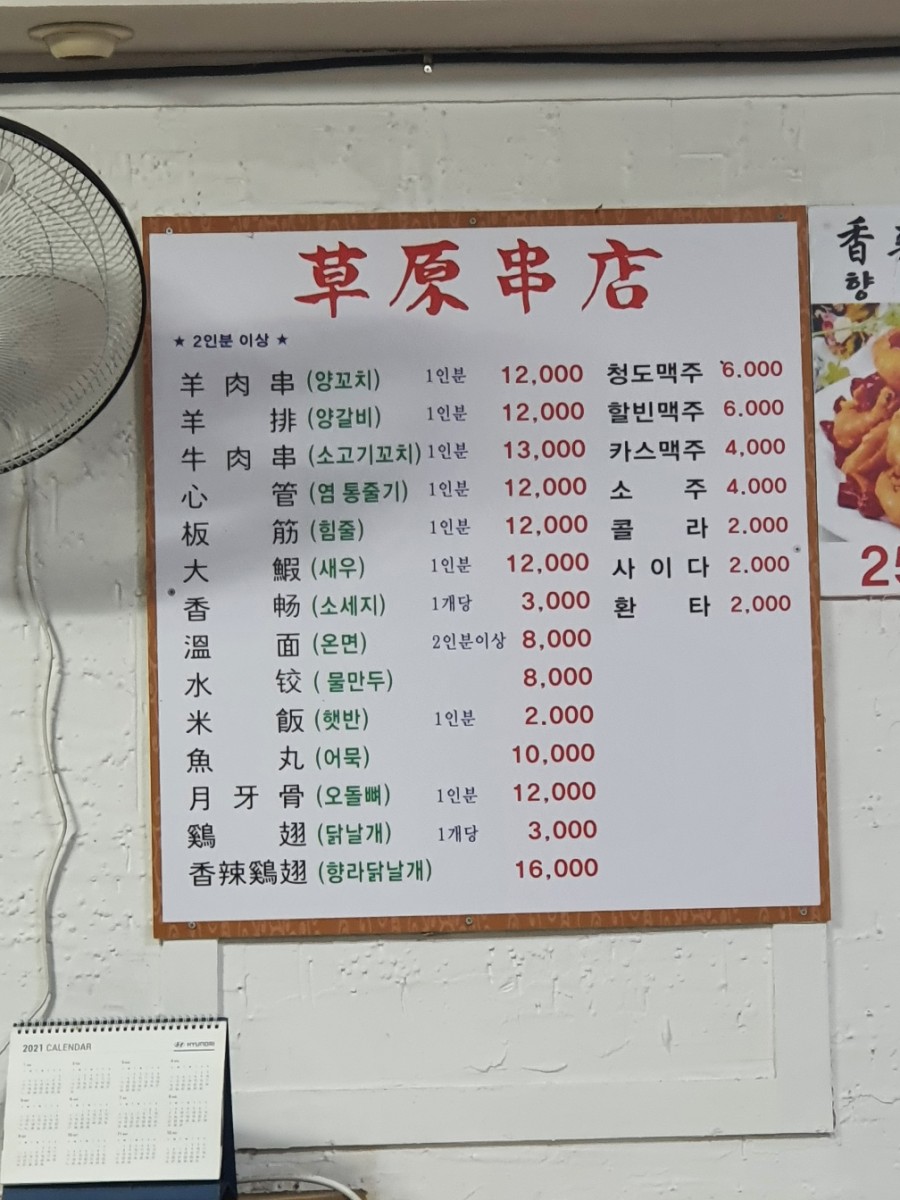 草原串店
★ 2인분 이상 ★
羊肉串 (양꼬치) 1인분 12,000
羊排 (양갈비) 1인분 12,000
牛肉串 (소고기꼬치) 1인분 13,000
心管 (염통줄기) 1인분 12,000
板筋 (힘줄) 1인분 12,000
大鰕 (새우) 1인분 12,000
香畅 (소세지) 1개당 3,000
溫面 (온면) 2인분이상 8,000
水铰 (물만두) 8,000
米飯 (햇반) 1인분 2.000
魚丸 (어묵) 10,000
月牙骨 (오돌뼈) 1인분 12,000
鷄翅 (닭날개) 1개당 3,000
香辣鷄翅 (향라닭날개) 16,000
청도맥주 6.000
할빈맥주 6.000
카스맥주 4,000
소주 4.000
콜라 2.000
사이다 2.000
환타 2,000
香
향
25
2021 CALENDAR
HYUNDAI